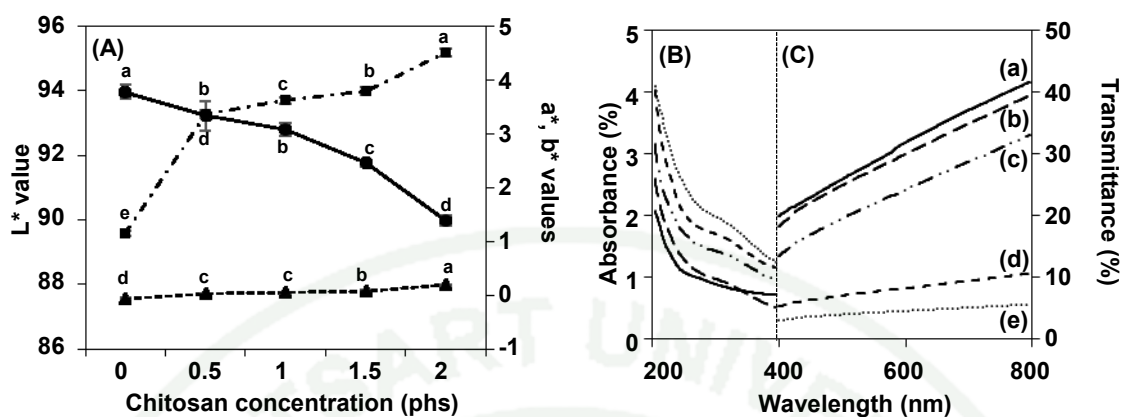 (A)
L* value
96
94
92
90
88
86
a b d c b b c a d
e
d c c b a
5
4
3
2
1
0
-1
a*, b* values
0 0.5 1 1.5 2
Chitosan concentration (phs)
(B) (C)
Absorbance (%)
5
4
3
2
1
0
(a)
(b)
(c)
(d)
(e)
50
40
30
20
10
0
Transmittance (%)
200 400 600 800
Wavelength (nm)
SART UNIV